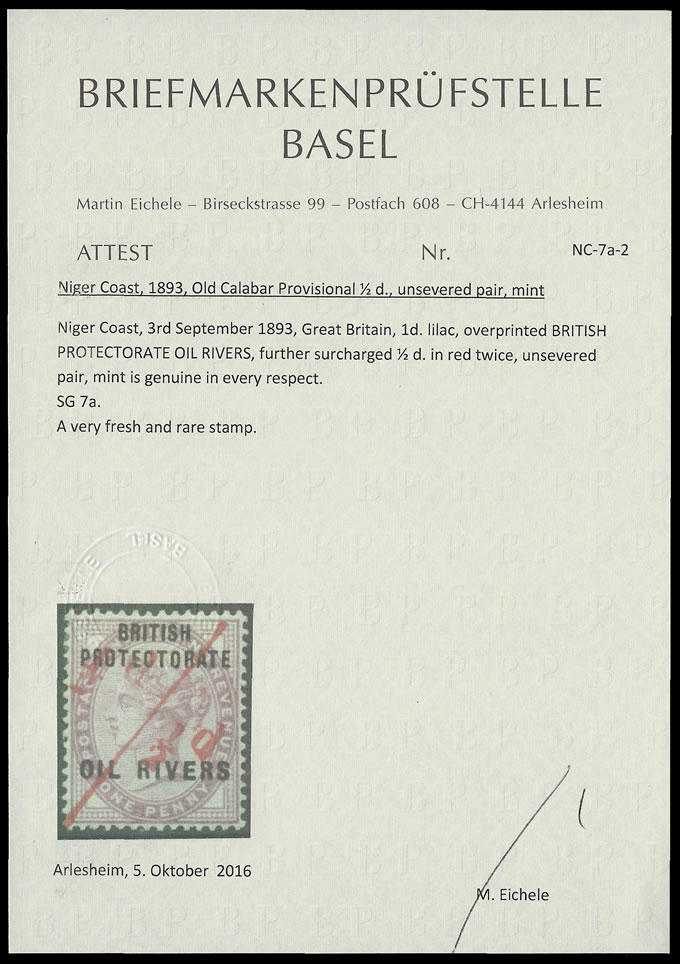 BRIEFMARKENPRÜFSTELLE
BASEL
Martin Eichele – Birseckstrasse 99 – Postfach 608 – CH-4144 Arlesheim
ATTEST Nr. NC-7a-2
Niger Coast, 1893, Old Calabar Provisional ½ d., unsevered pair, mint
Niger Coast, 3rd September 1893, Great Britain, 1d. lilac, overprinted BRITISH
PROTECTORATE OIL RIVERS, further surcharged ½ d. in red twice, unsevered
pair, mint is genuine in every respect.
SG 7a.
A very fresh and rare stamp.
BASEL
BRITISH
PROTECTORATE
POSTAGE REVENUE
OIL RIVERS
ONE PENNY
Arlesheim, 5. Oktober 2016
M. Eichele